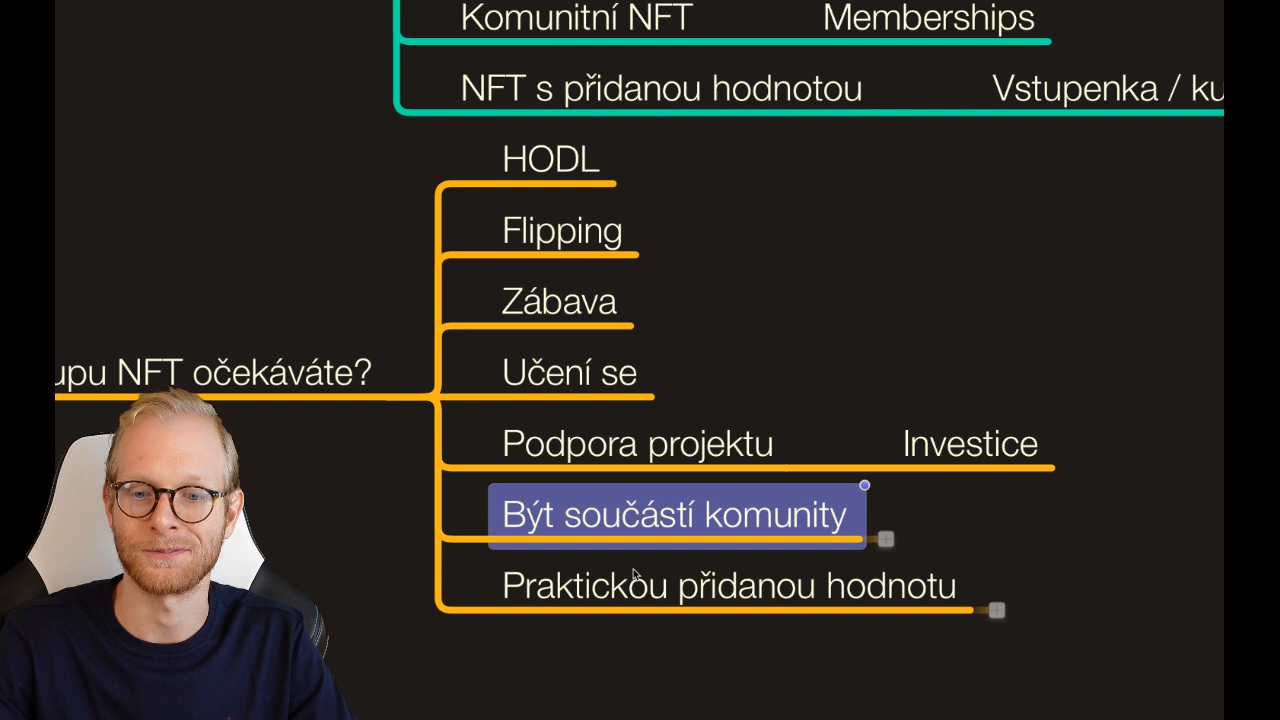 Komunitní NFT Memberships
NFT s přidanou hodnotou Vstupenka / ku
HODL
Flipping
Zábava
Učení se
upu NFT očekáváte?
Podpora projektu Investice
Být součástí komunity
Praktickou přidanou hodnotu